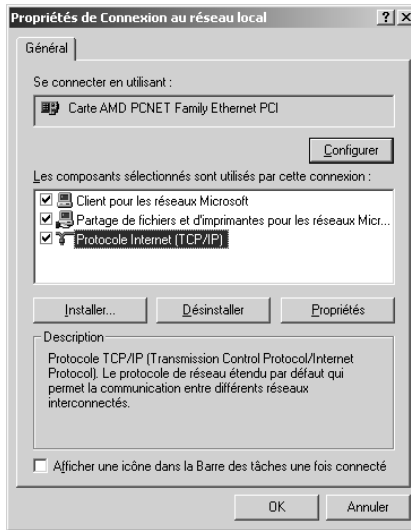 Propriétés de Connexion au réseau local
Général
Se connecter en utilisant :
Carte AMD PCNET Family Ethernet PCI
Configurer
Les composants sélectionnés sont utilisés par cette connexion :
Client pour les réseaux Microsoft
Partage de fichiers et d'imprimantes pour les réseaux Micr...
Protocole Internet (TCP/IP)
Installer... Désinstaller Propriétés
Description
Protocole TCP/IP (Transmission Control Protocol/Internet
Protocol). Le protocole de réseau étendu par défaut qui
permet la communication entre différents réseaux
interconnectés.
Afficher une icône dans la Barre des tâches une fois connecté
OK Annuler